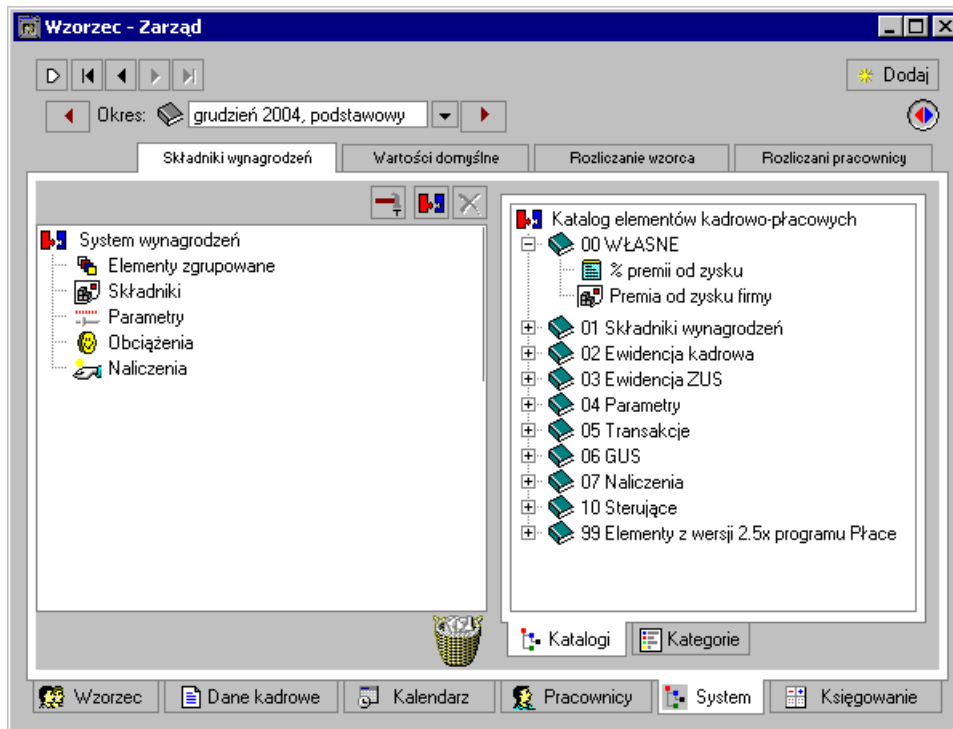 Wzorzec - Zarząd
Dodaj
Okres: grudzień 2004, podstawowy
Składniki wynagrodzeń
Wartości domyślne
Rozliczanie wzorca
Rozliczani pracownicy
System wynagrodzeń
Elementy zgrupowane
Składniki
Parametry
Obciążenia
Naliczenia
Katalog elementów kadrowo-płacowych
00 WŁASNE
% premii od zysku
Premia od zysku firmy
01 Składniki wynagrodzeń
02 Ewidencja kadrowa
03 Ewidencja ZUS
04 Parametry
05 Transakcje
06 GUS
07 Naliczenia
10 Sterujące
99 Elementy z wersji 2.5x programu Płace
Katalogi
Kategorie
Wzorzec
Dane kadrowe
Kalendarz
Pracownicy
System
Księgowanie